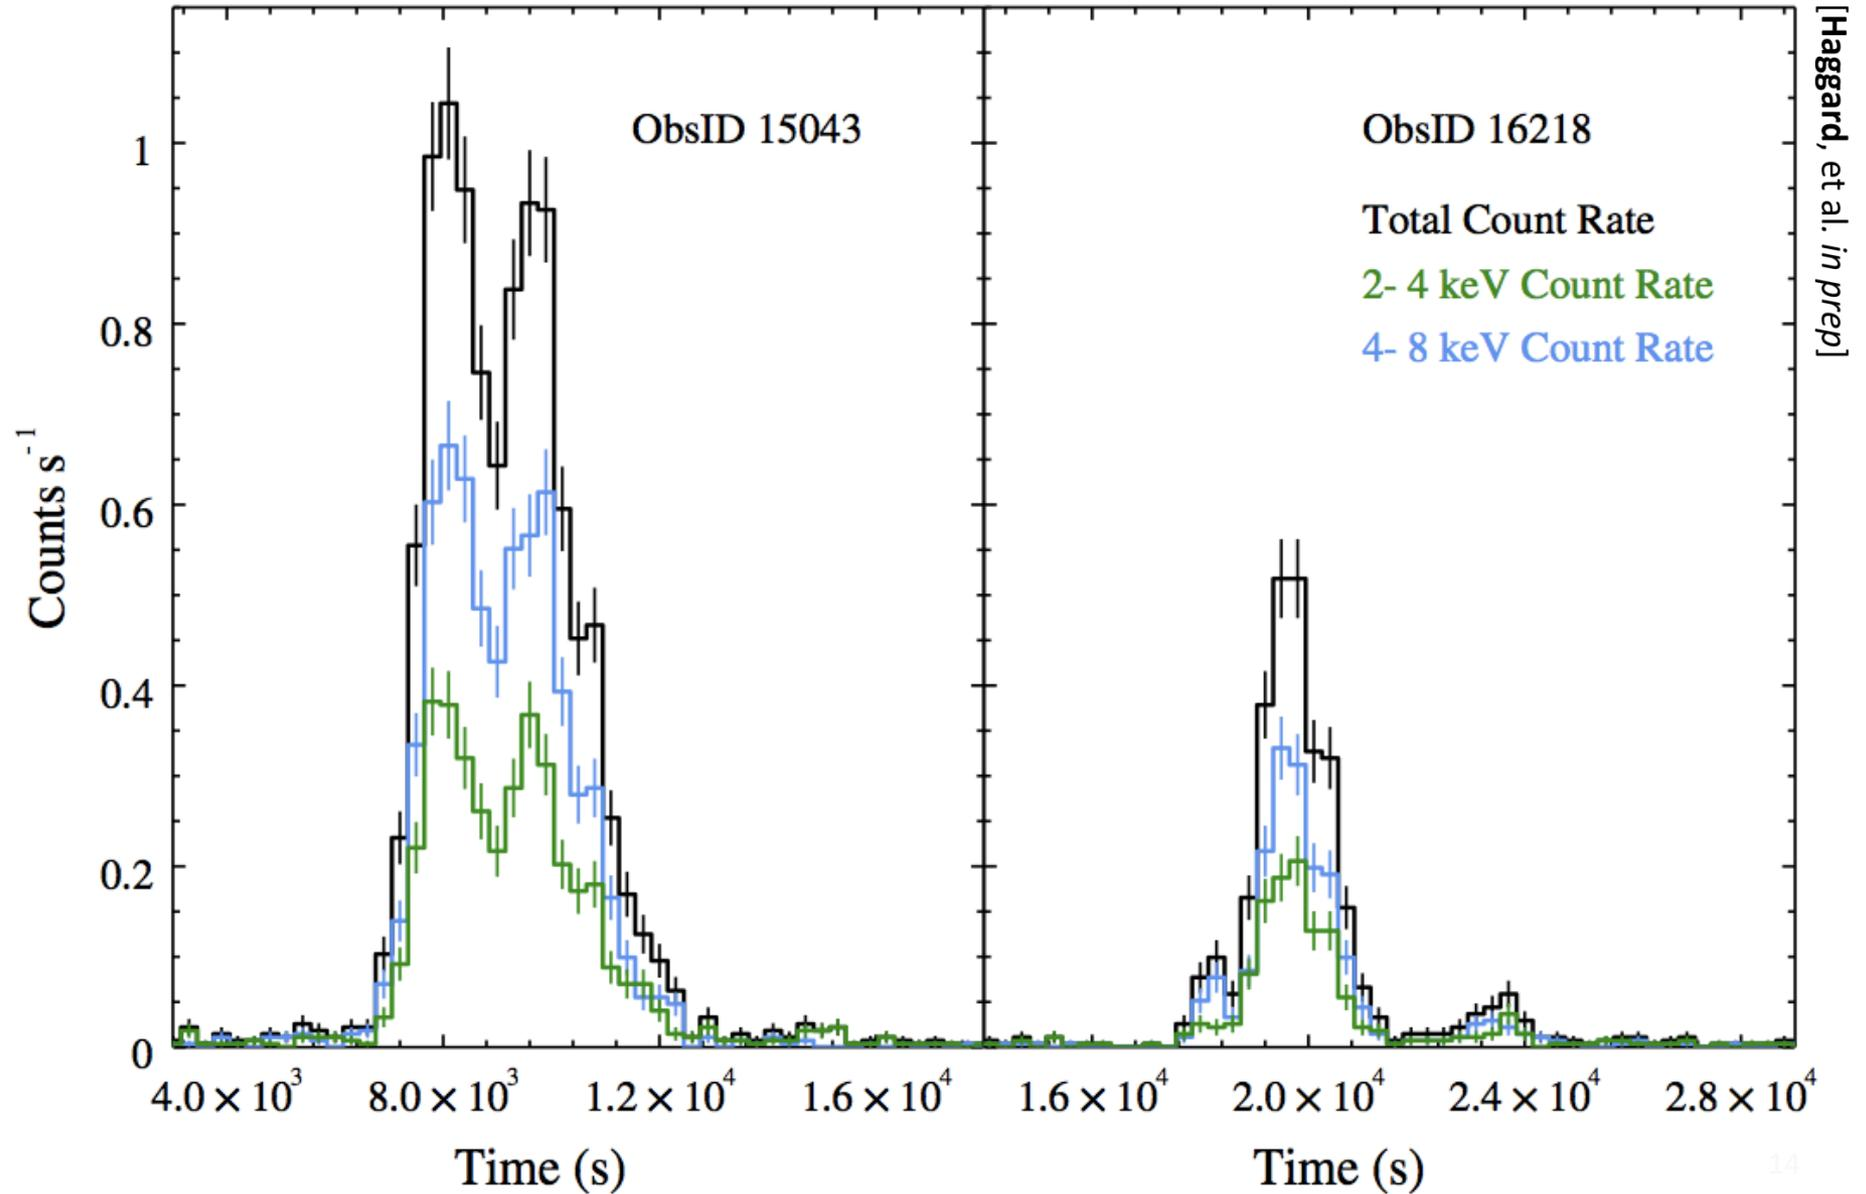 ObsID 15043
ObsID 16218
Total Count Rate
2- 4 keV Count Rate
4- 8 keV Count Rate
Counts s⁻¹
1
0.8
0.6
0.4
0.2
0
4.0 × 10³ 8.0 × 10³ 1.2 × 10⁴ 1.6 × 10⁴ 1.6 × 10⁴ 2.0 × 10⁴ 2.4 × 10⁴ 2.8 × 10⁴
Time (s) Time (s)
[Haggard, et al. in prep]
14